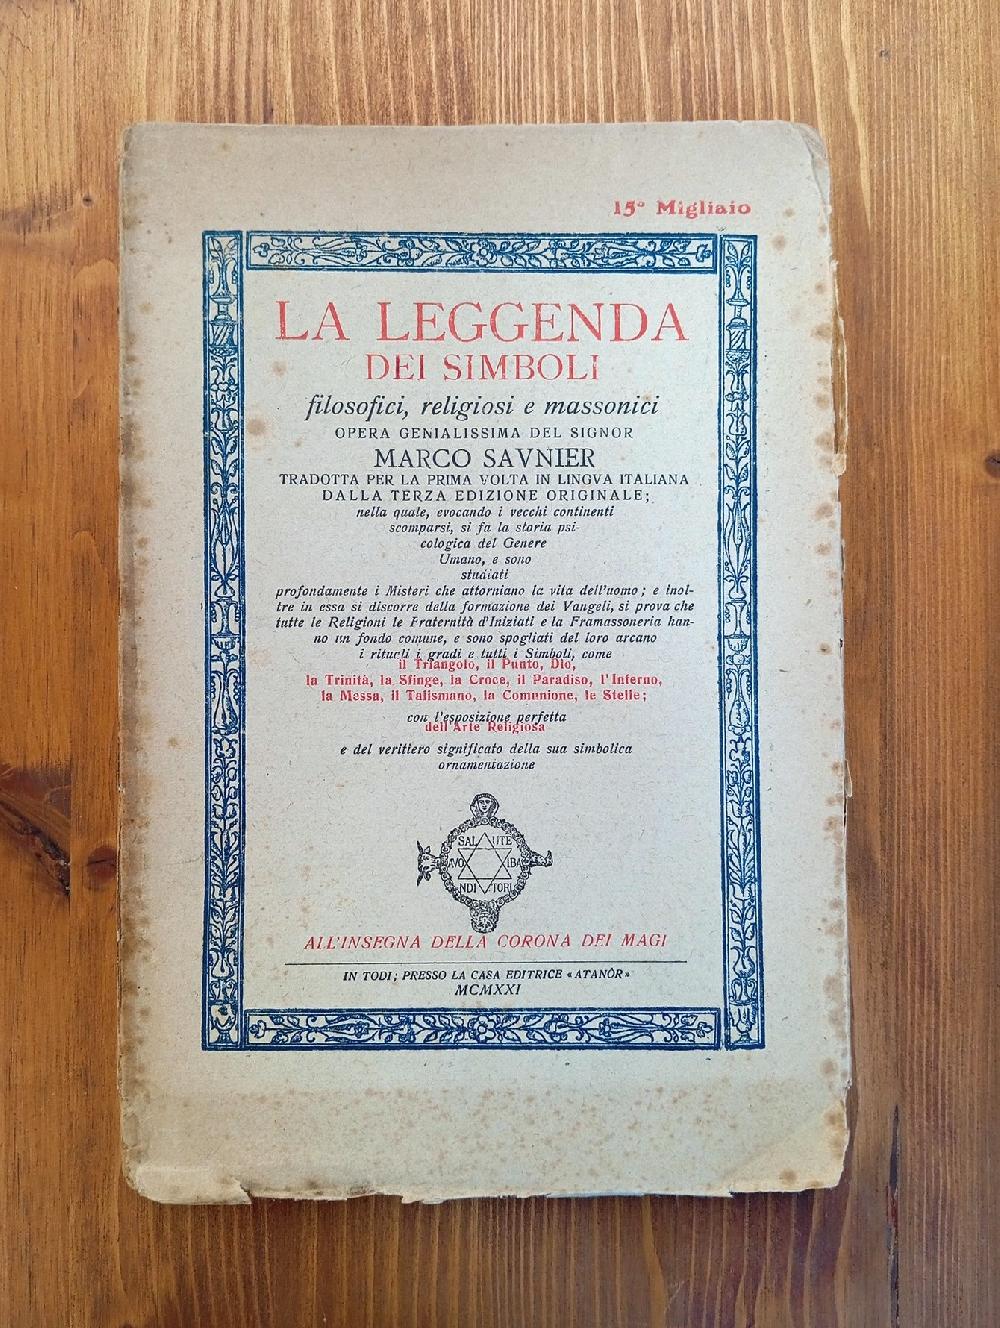 15° Migliaio
LA LEGGENDA
DEI SIMBOLI
filosofici, religiosi e massonici
OPERA GENIALISSIMA DEL SIGNOR
MARCO SAVNIER
TRADOTTA PER LA PRIMA VOLTA IN LINGVA ITALIANA
DALLA TERZA EDIZIONE ORIGINALE;
nella quale, evocando i vecchi continenti
scomparsi, si fa la storia psi-
cologica del Genere
Umano, e sono
studiati
profondamente i Misteri che attorniano la vita dell'uomo; e inol-
tre in essa si discorre della formazione dei Vangeli, si prova che
tutte le Religioni le Fraternità d'Iniziati e la Framassoneria han-
no un fondo comune, e sono spogliati del loro arcano
i rituali i gradi e tutti i Simboli, come
il Triangolo, il Punto, Dio,
la Trinità, la Sfinge, la Croce, il Paradiso, l'Inferno,
la Messa, il Talismano, la Comunione, le Stelle;
con l'esposizione perfetta
dell'Arte Religiosa
e del veritiero significato della sua simbolica
ornamentazione
SAL UTE
AVO IBA
NDI TORI
ALL'INSEGNA DELLA CORONA DEI MAGI
IN TODI; PRESSO LA CASA EDITRICE «ATANÒR»
MCMXXI